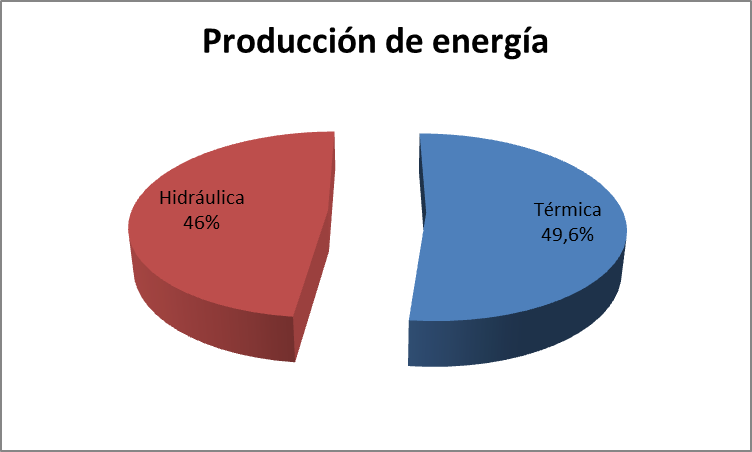 Producción de energía
Hidráulica
46%
Térmica
49,6%